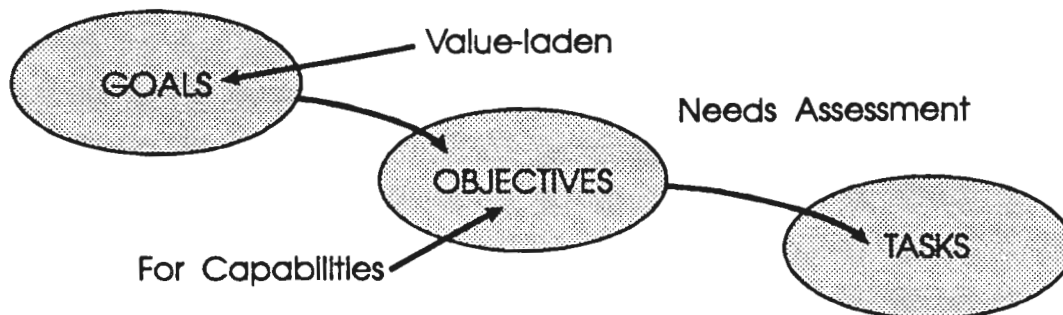 Value-laden
GOALS
Needs Assessment
OBJECTIVES
For Capabilities
TASKS